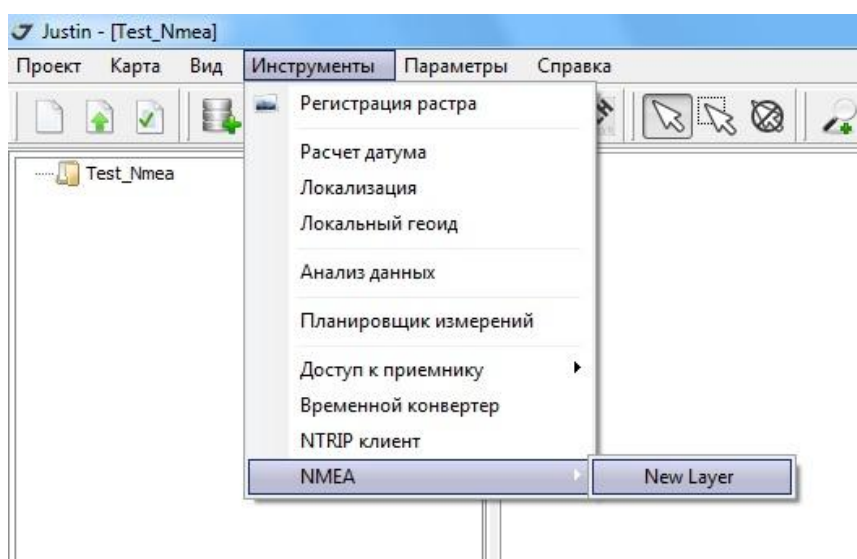 Justin - [Test_Nmea]
Проект Карта Вид Инструменты Параметры Справка
Регистрация растра
Test_Nmea
Расчет датума
Локализация
Локальный геоид
Анализ данных
Планировщик измерений
Доступ к приемнику
Временной конвертер
NTRIP клиент
NMEA
New Layer